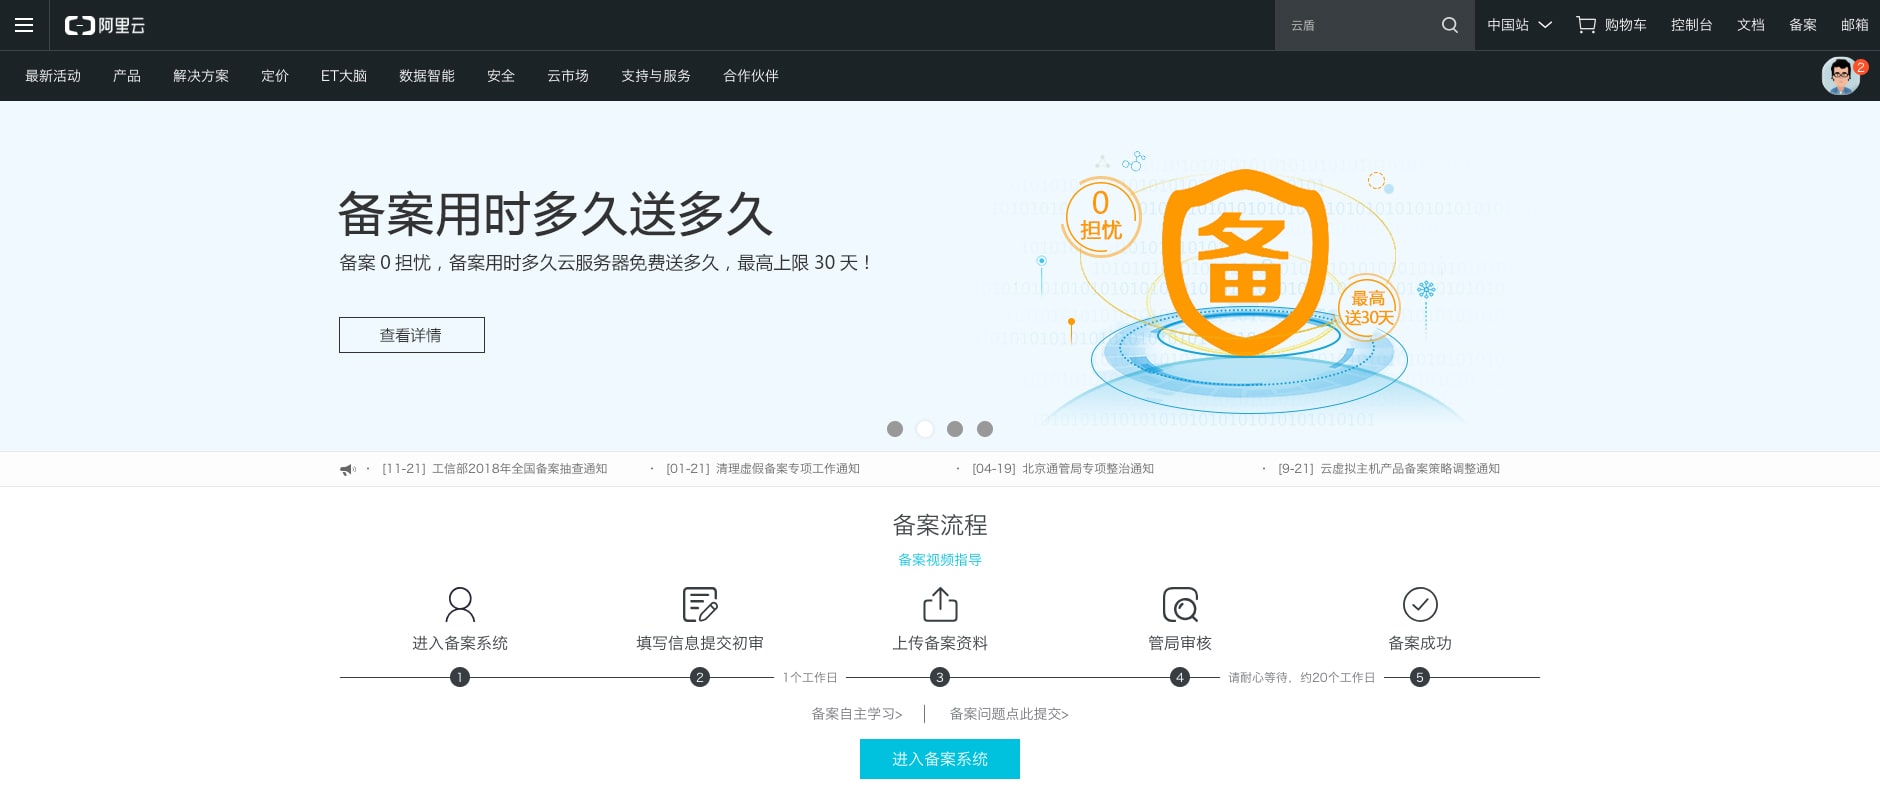 阿里云
云盾
中国站
购物车
控制台
文档
备案
邮箱
最新活动
产品
解决方案
定价
ET大脑
数据智能
安全
云市场
支持与服务
合作伙伴
2
备案用时多久送多久
备案 0 担忧，备案用时多久云服务器免费送多久，最高上限 30 天！
查看详情
0
担忧
备
最高
送30天
· [11-21] 工信部2018年全国备案抽查通知
· [01-21] 清理虚假备案专项工作通知
· [04-19] 北京通管局专项整治通知
· [9-21] 云虚拟主机产品备案策略调整通知
备案流程
备案视频指导
进入备案系统
填写信息提交初审
上传备案资料
管局审核
备案成功
1
2
1个工作日
3
4
请耐心等待，约20个工作日
5
备案自主学习>
备案问题点此提交>
进入备案系统